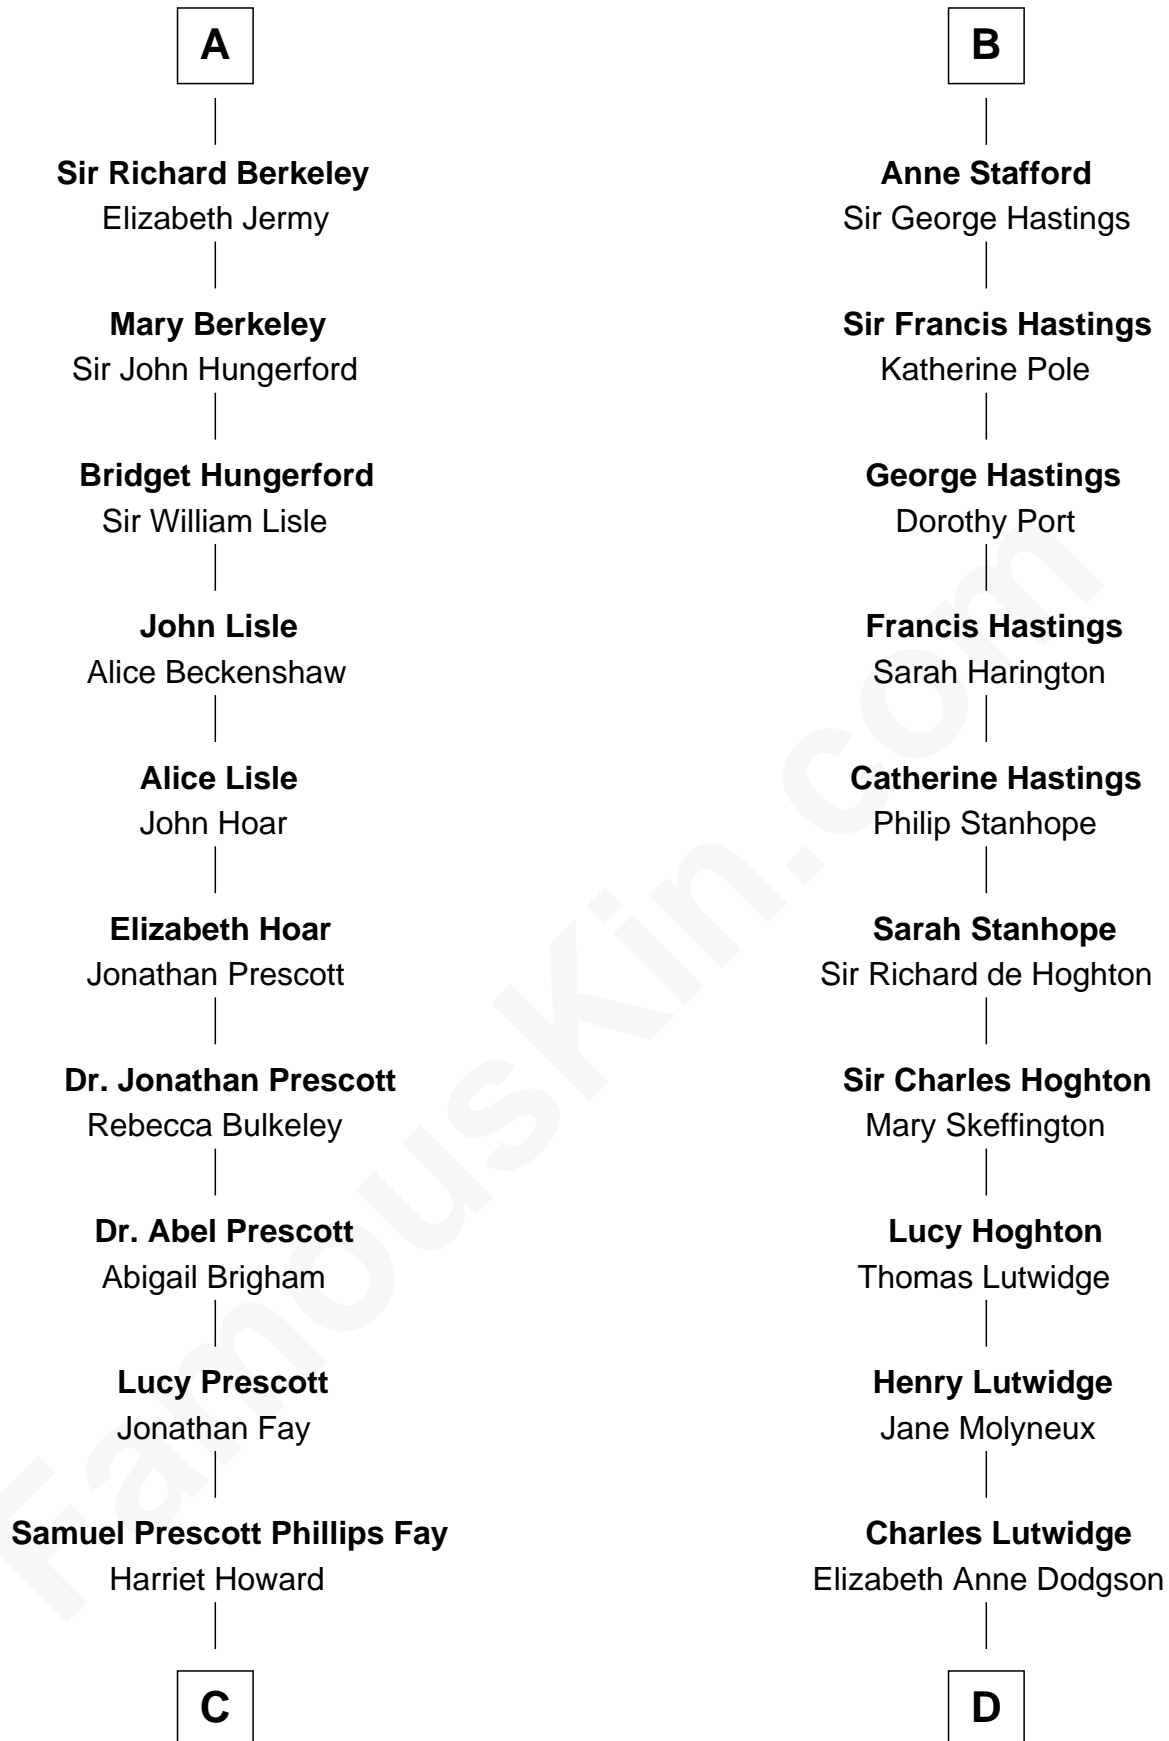 A
Sir Richard Berkeley
Elizabeth Jermy
Mary Berkeley
Sir John Hungerford
Bridget Hungerford
Sir William Lisle
John Lisle
Alice Beckenshaw
Alice Lisle
John Hoar
Elizabeth Hoar
Jonathan Prescott
Dr. Jonathan Prescott
Rebecca Bulkeley
Dr. Abel Prescott
Abigail Brigham
Lucy Prescott
Jonathan Fay
Samuel Prescott Phillips Fay
Harriet Howard
C
B
Anne Stafford
Sir George Hastings
Sir Francis Hastings
Katherine Pole
George Hastings
Dorothy Port
Francis Hastings
Sarah Harington
Catherine Hastings
Philip Stanhope
Sarah Stanhope
Sir Richard de Hoghton
Sir Charles Hoghton
Mary Skeffington
Lucy Hoghton
Thomas Lutwidge
Henry Lutwidge
Jane Molyneux
Charles Lutwidge
Elizabeth Anne Dodgson
D
FamousKin.com